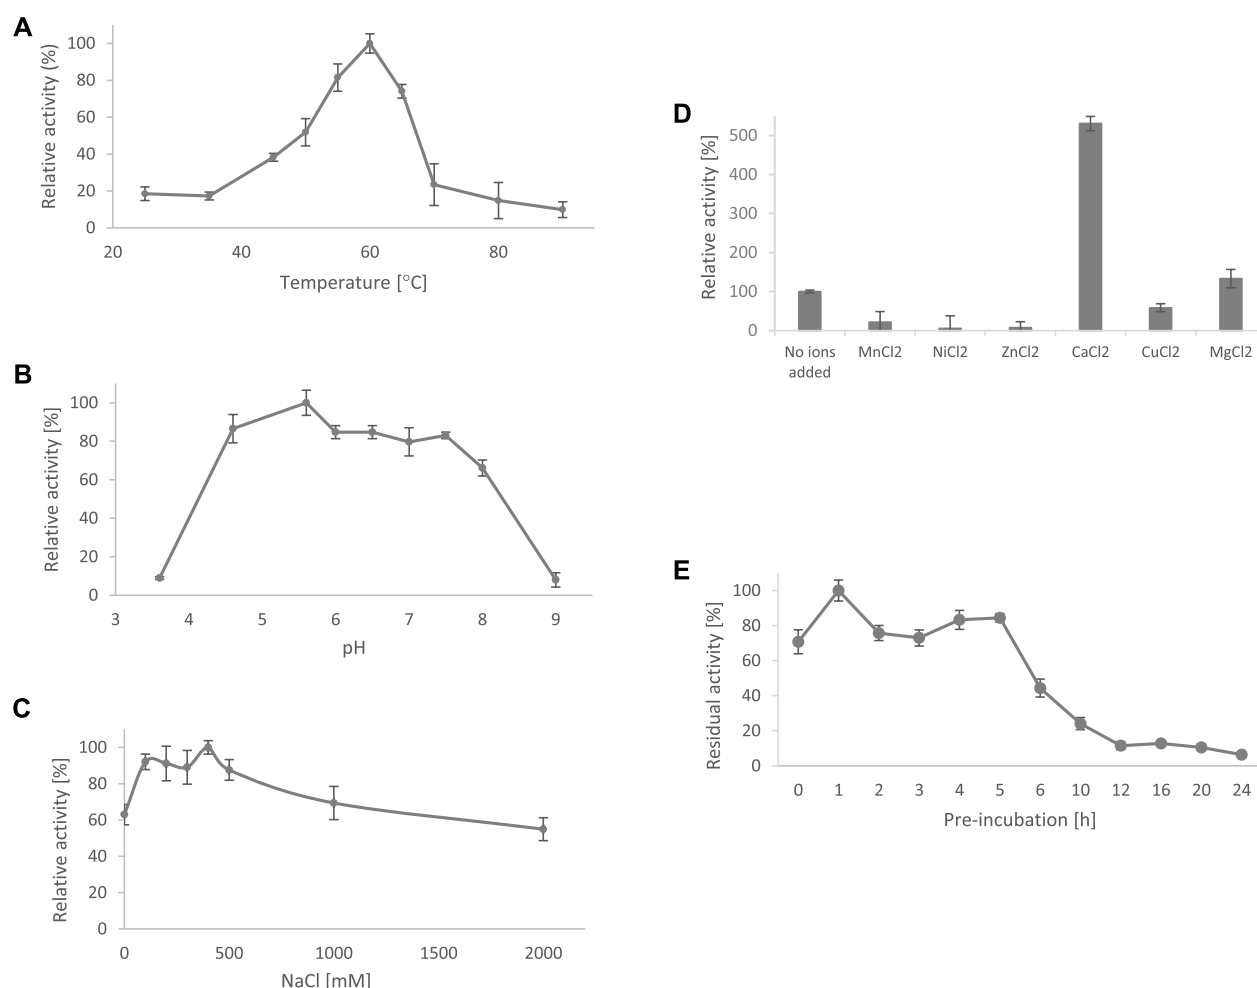 A
Relative activity (%)
100
80
60
40
20
0
20 40 60 80
Temperature [°C]
B
Relative activity [%]
100
80
60
40
20
0
3 4 5 6 7 8 9
pH
C
Relative activity [%]
100
80
60
40
20
0
0 500 1000 1500 2000
NaCl [mM]
D
Relative activity [%]
500
400
300
200
100
0
No ions MnCl2 NiCl2 ZnCl2 CaCl2 CuCl2 MgCl2
added
E
Residual activity [%]
100
80
60
40
20
0
0 1 2 3 4 5 6 10 12 16 20 24
Pre-incubation [h]